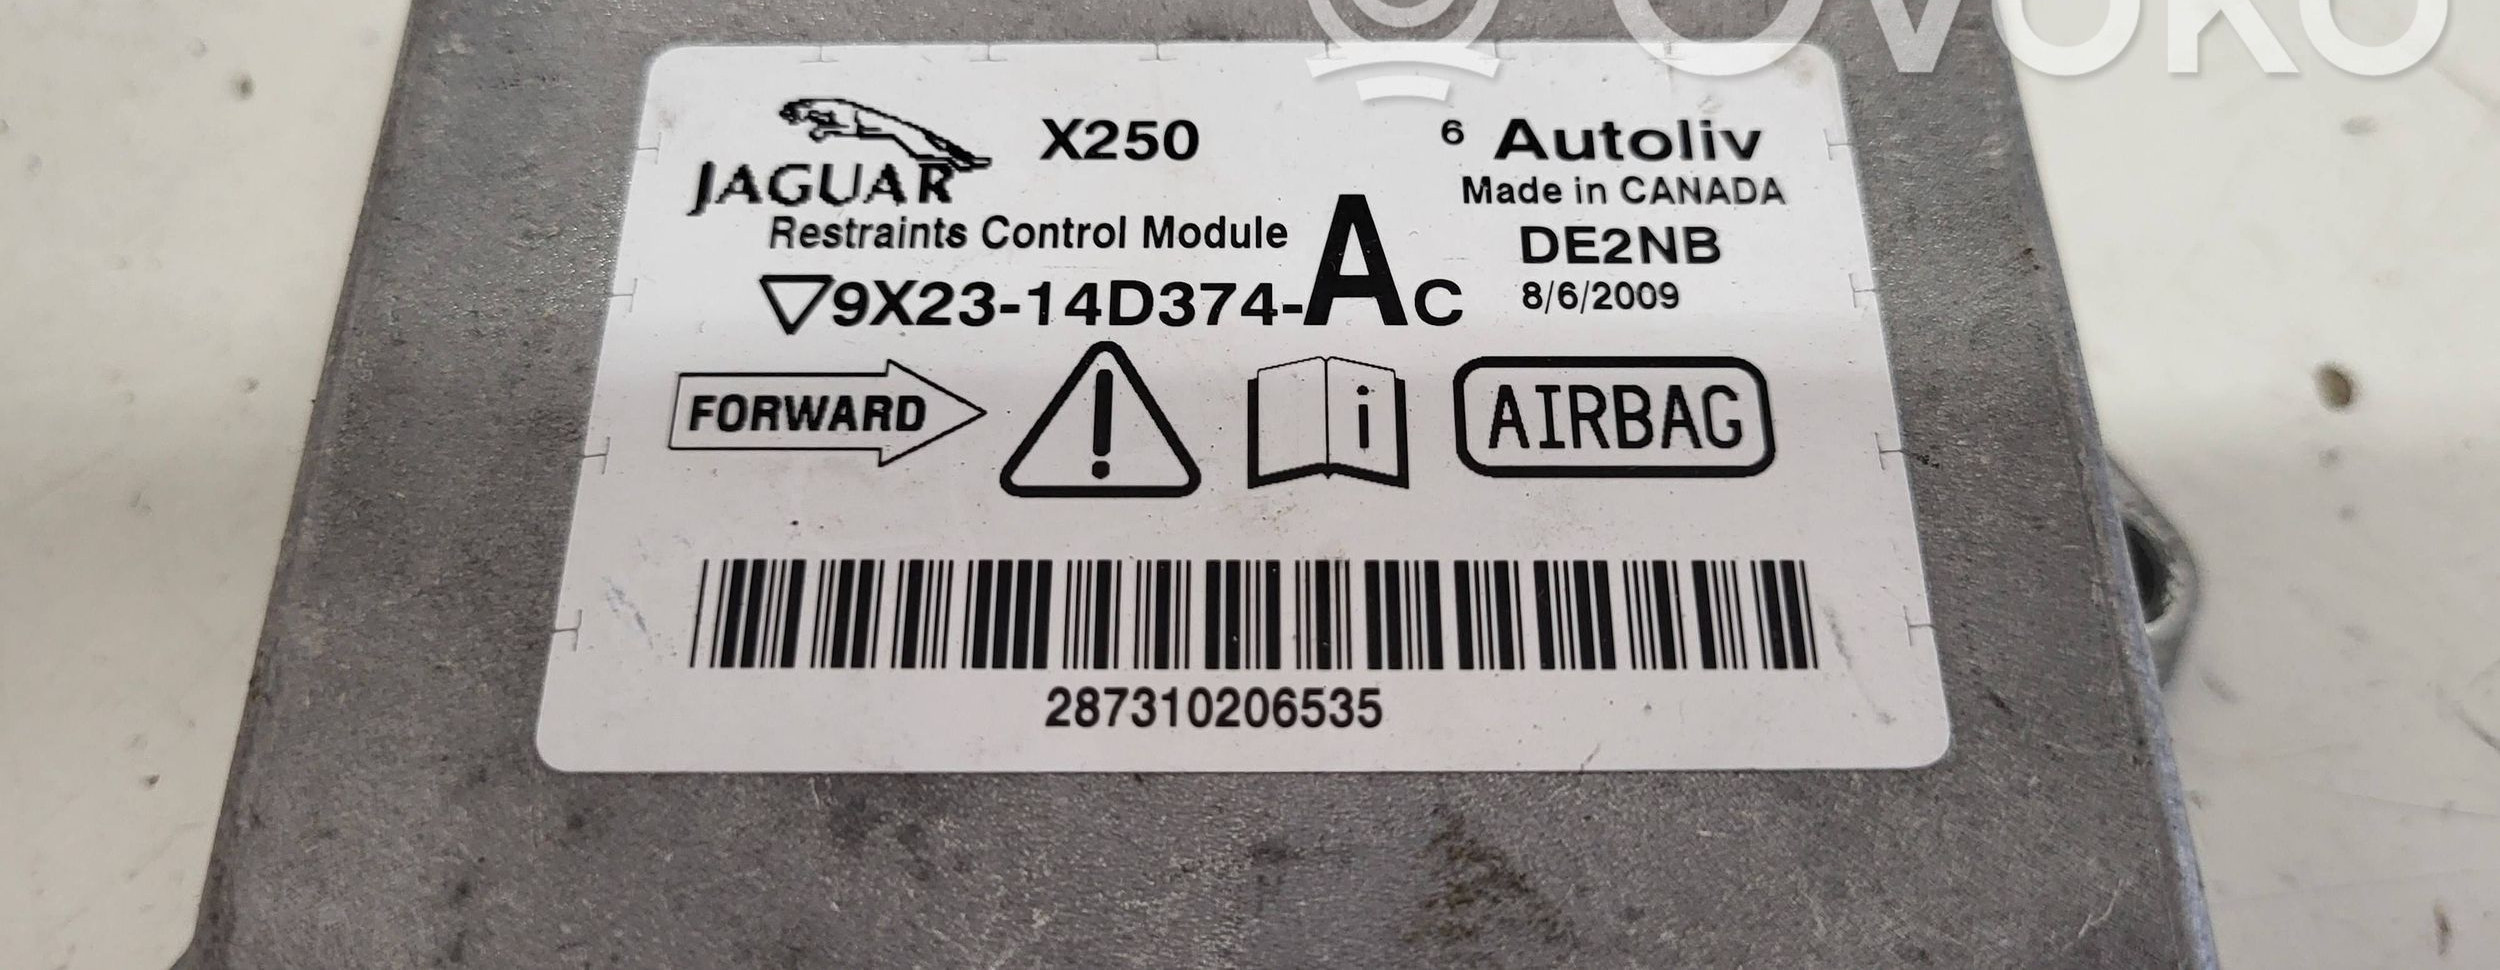 OVOKO
JAGUAR
X250
6 Autoliv
Made in CANADA
Restraints Control Module
DE2NB
9X23-14D374-AC
8/6/2009
FORWARD
!
i
AIRBAG
287310206535